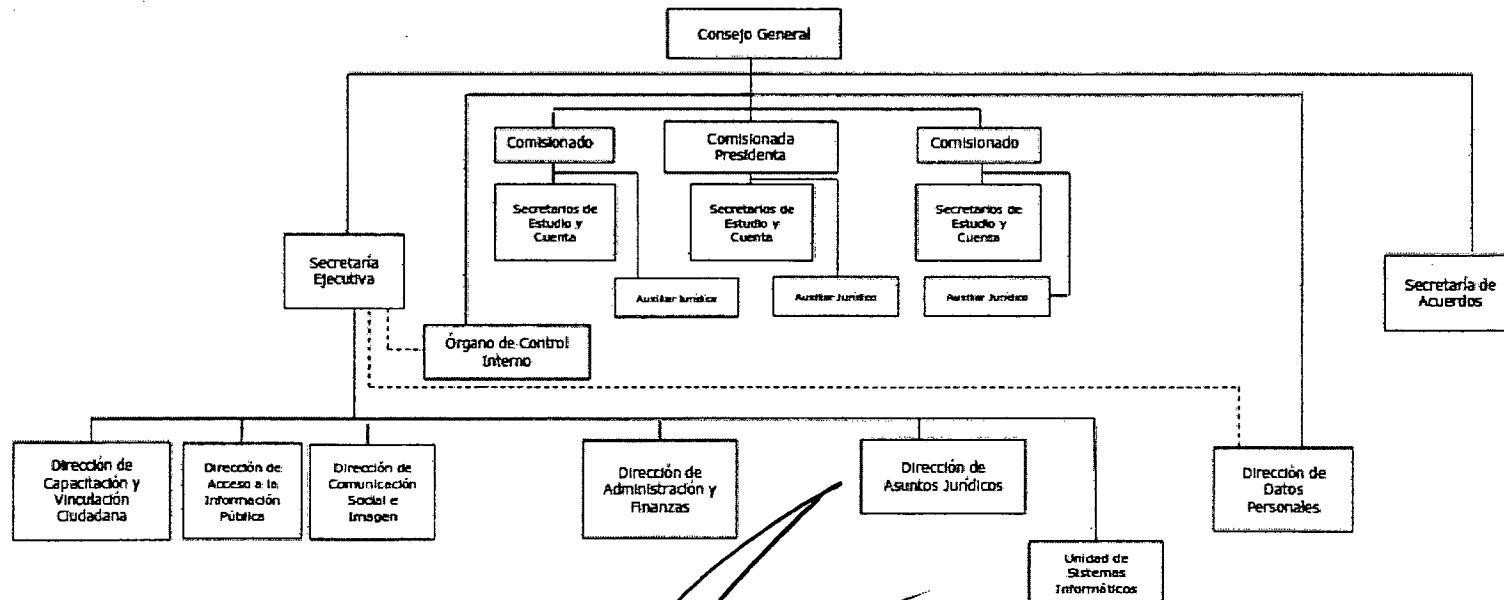 Consejo General
Comisionado
Comisionada
Presidenta
Comisionado
Secretarios de
Estudio y
Cuenta
Secretarios de
Estudio y
Cuenta
Secretarios de
Estudio y
Cuenta
Secretaría
Ejecutiva
Secretaría de
Acuerdos
Auxiliar Jurídico
Auxiliar Jurídico
Auxiliar Jurídico
Órgano de Control
Interno
Dirección de
Capacitación y
Vinculación
Ciudadana
Dirección de
Acceso a la
Información
Pública
Dirección de
Comunicación
Social e
Imagen
Dirección de
Administración y
Finanzas
Dirección de
Asuntos Jurídicos
Dirección de
Datos
Personales
Unidad de
Sistemas
Informáticos